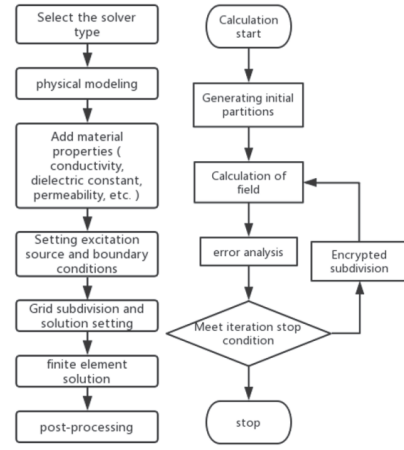 Select the solver
type
physical modeling
Add material
properties (
conductivity,
dielectric constant,
permeability, etc. )
Setting excitation
source and boundary
conditions
Grid subdivision and
solution setting
finite element
solution
post-processing
Calculation
start
Generating initial
partitions
Calculation of
field
error analysis
Encrypted
subdivision
Meet iteration stop
condition
stop